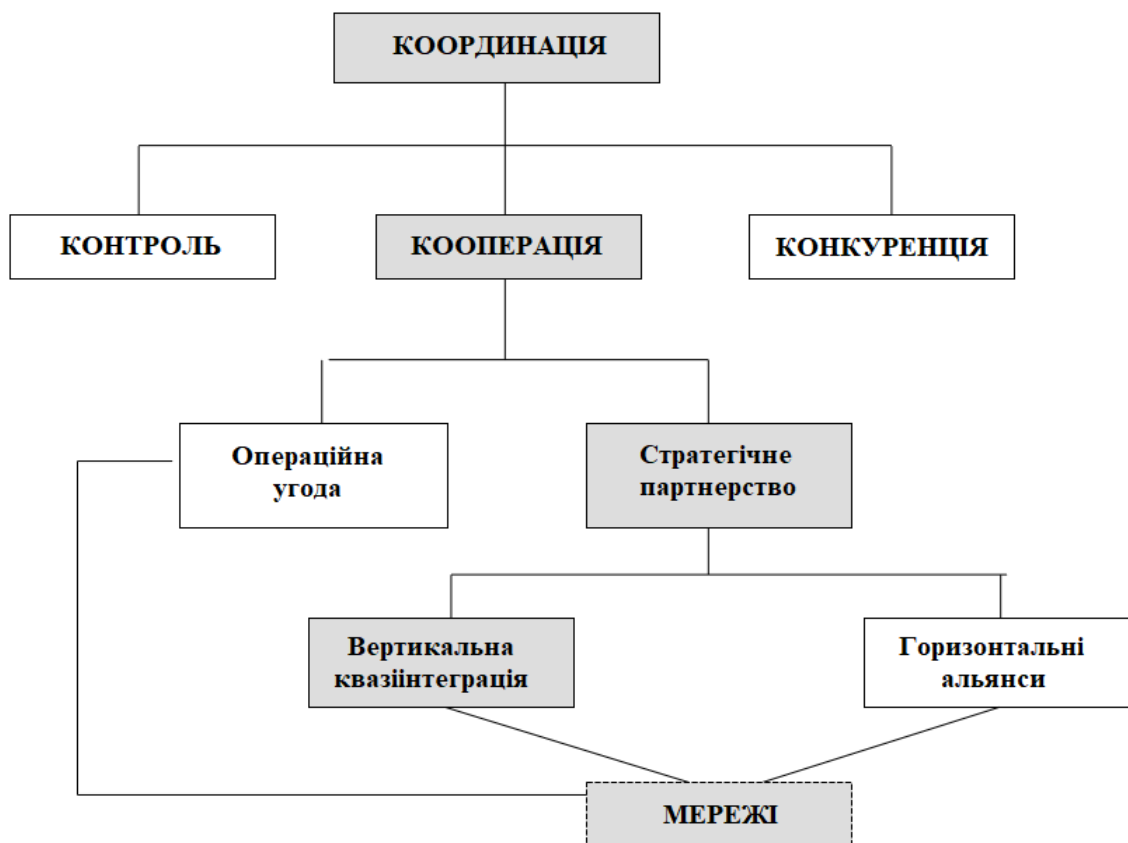 КООРДИНАЦІЯ
КОНТРОЛЬ
КООПЕРАЦІЯ
КОНКУРЕНЦІЯ
Операційна
угода
Стратегічне
партнерство
Вертикальна
квазіінтеграція
Горизонтальні
альянси
МЕРЕЖІ